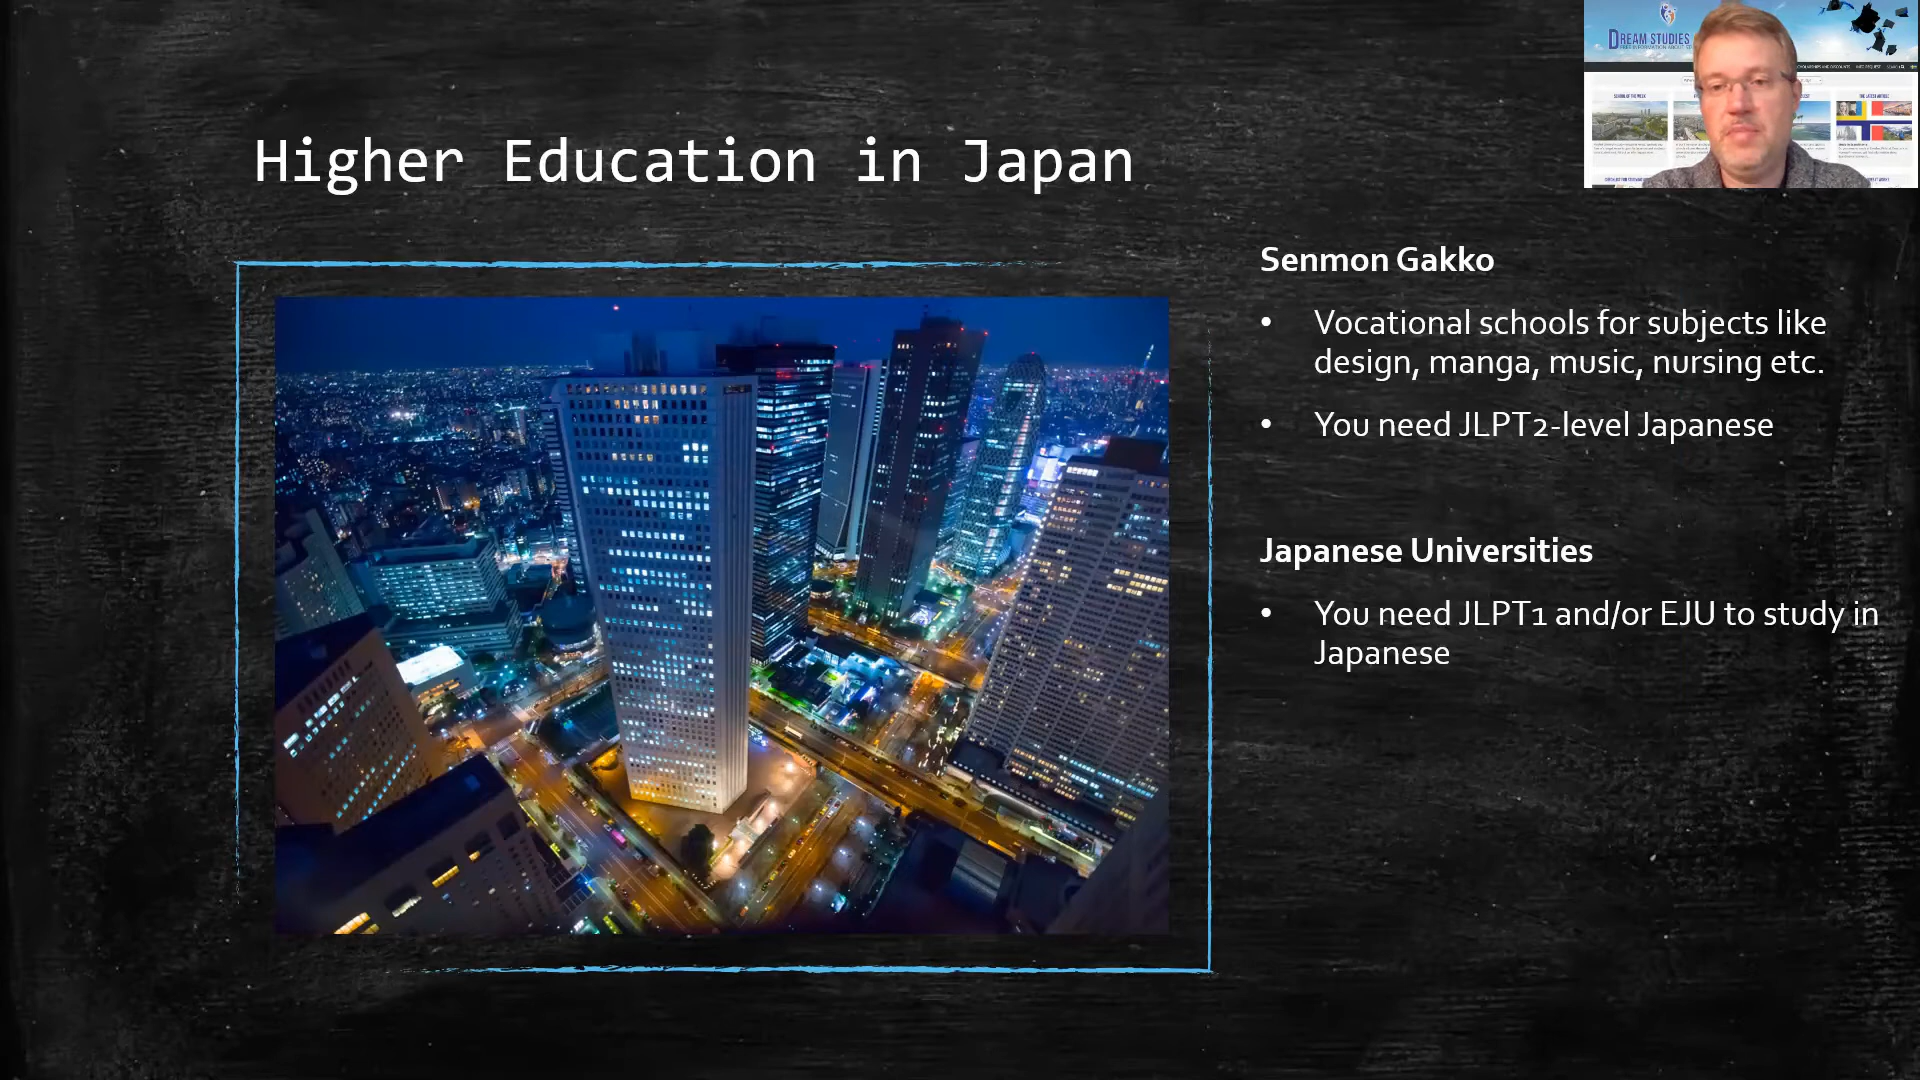 DREAM STUDIES
Higher Education in Japan
Senmon Gakko
• Vocational schools for subjects like
design, manga, music, nursing etc.
• You need JLPT2-level Japanese
Japanese Universities
• You need JLPT1 and/or EJU to study in
Japanese